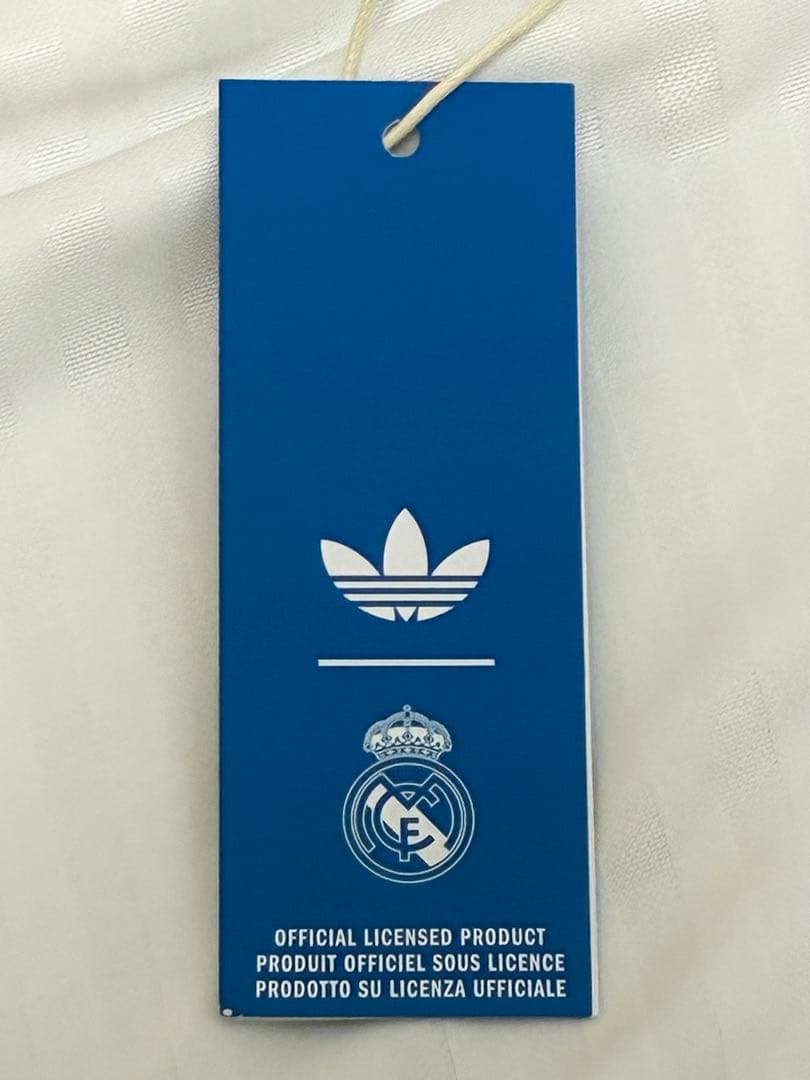 OFFICIAL LICENSED PRODUCT
PRODUIT OFFICIEL SOUS LICENCE
PRODOTTO SU LICENZA UFFICIALE